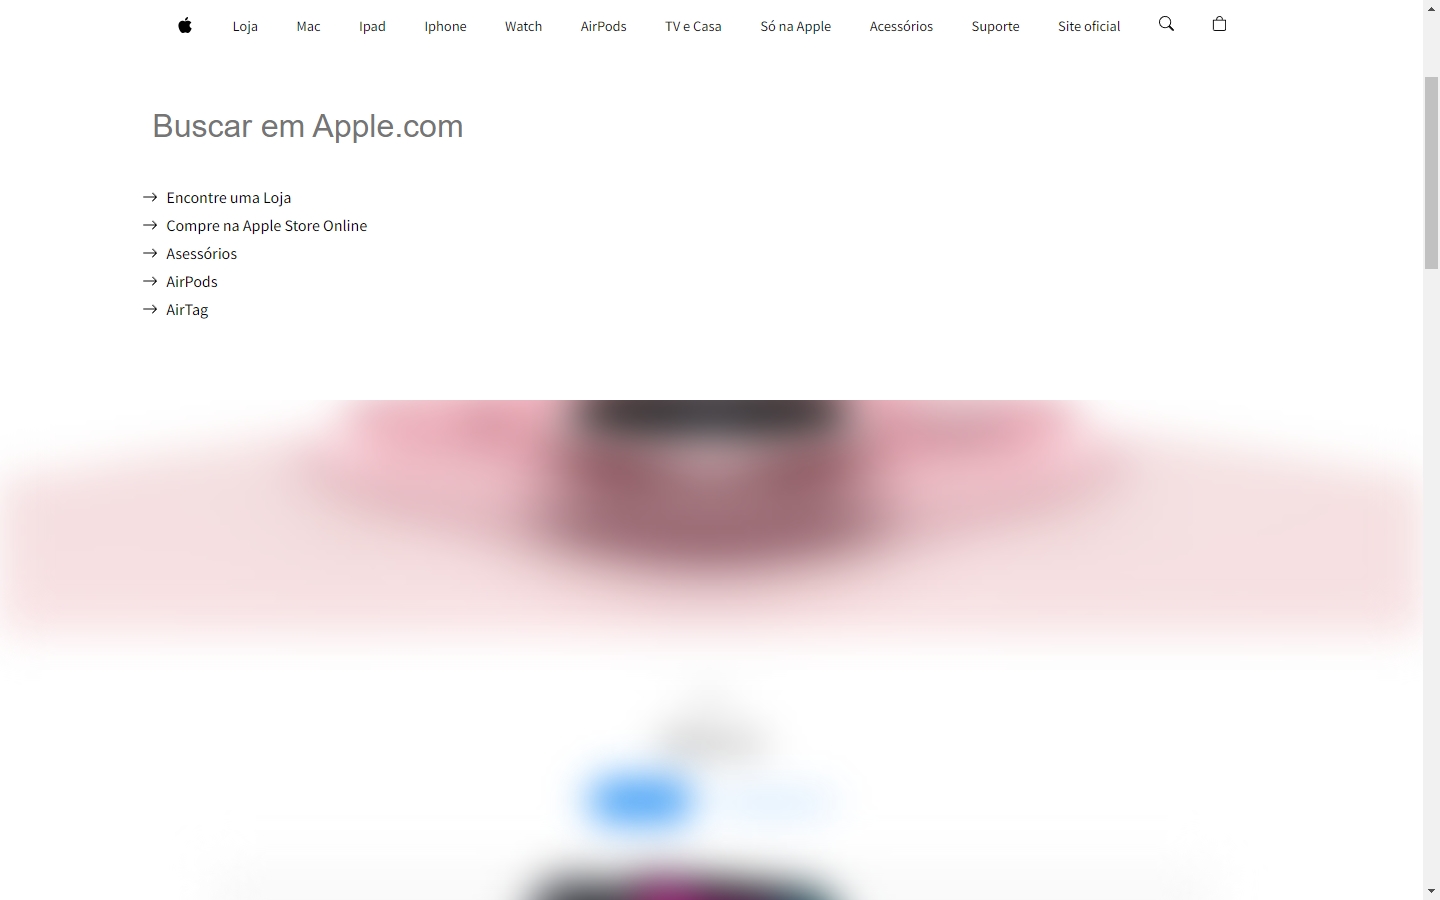 Loja Mac Ipad Iphone Watch AirPods TV e Casa Só na Apple Acessórios Suporte Site oficial
Buscar em Apple.com
Encontre uma Loja
Compre na Apple Store Online
Asessórios
AirPods
AirTag